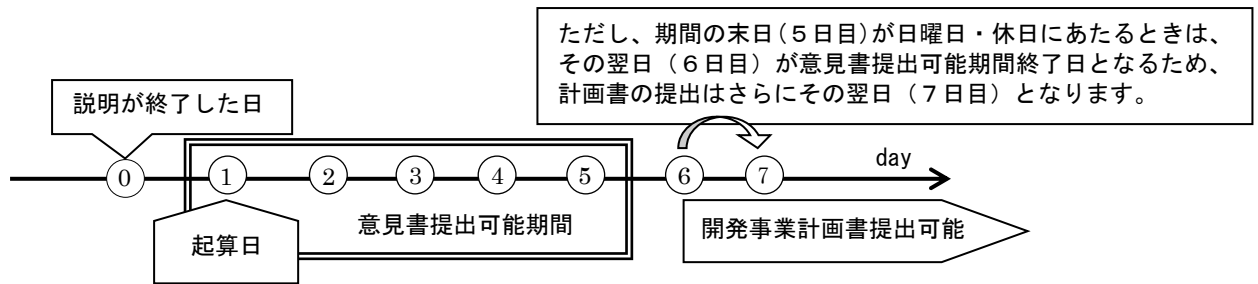 ただし、期間の末日(５日目)が日曜日・休日にあたるときは、
その翌日（６日目）が意見書提出可能期間終了日となるため、
計画書の提出はさらにその翌日（７日目）となります。
説明が終了した日
0 1 2 3 4 5 6 7 day
起算日
意見書提出可能期間
開発事業計画書提出可能